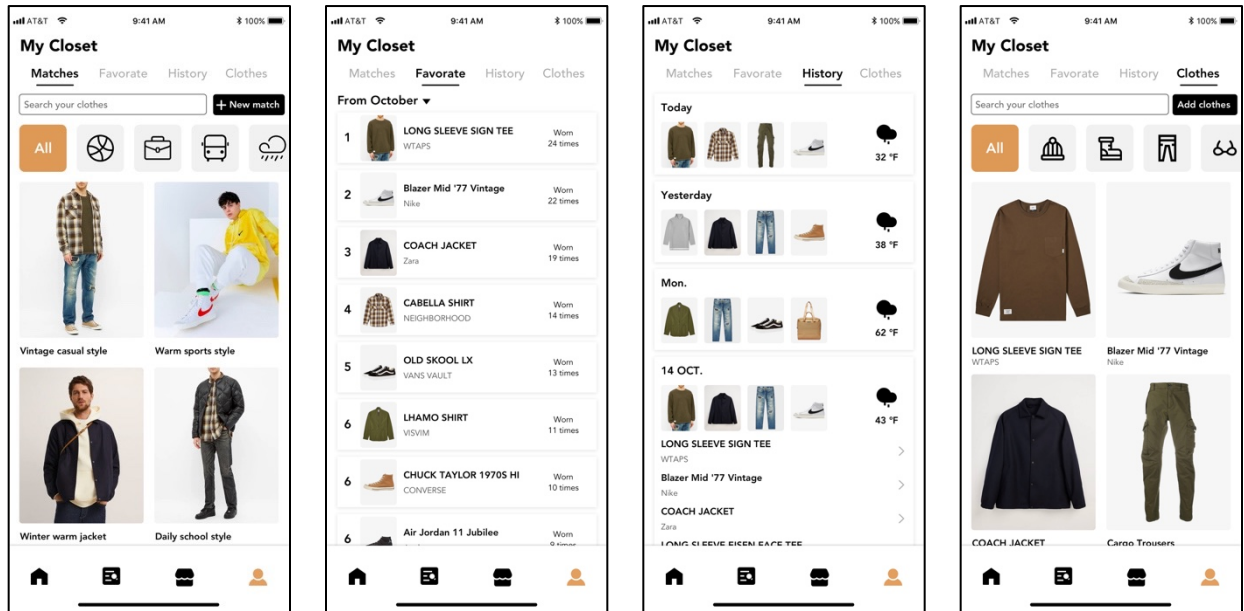 AT&T 9:41 AM 100%
My Closet
Matches Favorate History Clothes
Search your clothes + New match
All
Vintage casual style Warm sports style
Winter warm jacket Daily school style
AT&T 9:41 AM 100%
My Closet
Matches Favorate History Clothes
From October ▼
1 LONG SLEEVE SIGN TEE Worn
WTAPS 24 times
2 Blazer Mid '77 Vintage Worn
Nike 22 times
3 COACH JACKET Worn
Zara 19 times
4 CABELLA SHIRT Worn
NEIGHBORHOOD 14 times
5 OLD SKOOL LX Worn
VANS VAULT 13 times
6 LHAMO SHIRT Worn
VISVIM 11 times
6 CHUCK TAYLOR 1970S HI Worn
CONVERSE 10 times
6 Air Jordan 11 Jubilee Worn
9 times
AT&T 9:41 AM 100%
My Closet
Matches Favorate History Clothes
Today
32 °F
Yesterday
38 °F
Mon.
62 °F
14 OCT.
43 °F
LONG SLEEVE SIGN TEE
WTAPS
Blazer Mid '77 Vintage
Nike
COACH JACKET
Zara
LONG SLEEVE EISEN FACE TEE
AT&T 9:41 AM 100%
My Closet
Matches Favorate History Clothes
Search your clothes Add clothes
All
LONG SLEEVE SIGN TEE Blazer Mid '77 Vintage
WTAPS Nike
COACH JACKET Cargo Trousers